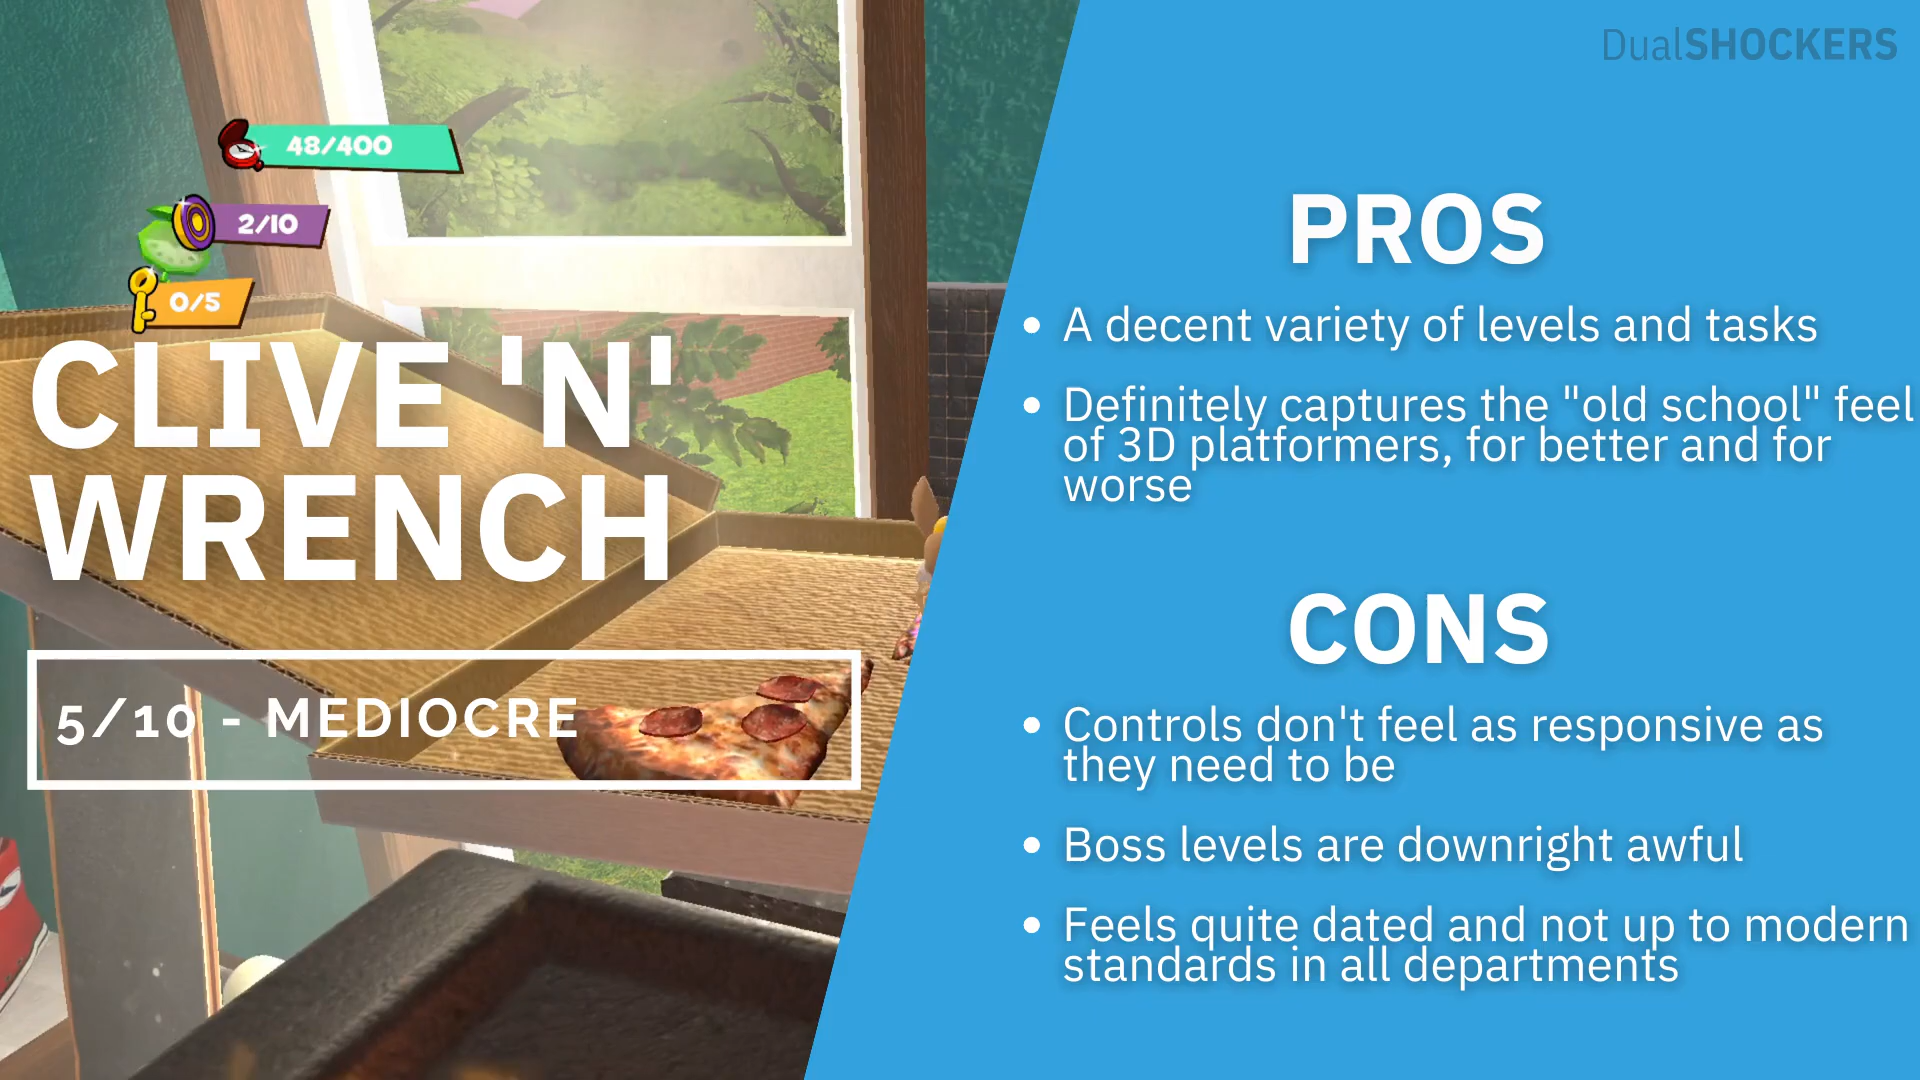 48/400
2/10
0/5
CLIVE 'N'
WRENCH
5/10 - MEDIOCRE
DualSHOCKERS
PROS
• A decent variety of levels and tasks
• Definitely captures the "old school" feel
of 3D platformers, for better and for
worse
CONS
• Controls don't feel as responsive as
they need to be
• Boss levels are downright awful
• Feels quite dated and not up to modern
standards in all departments